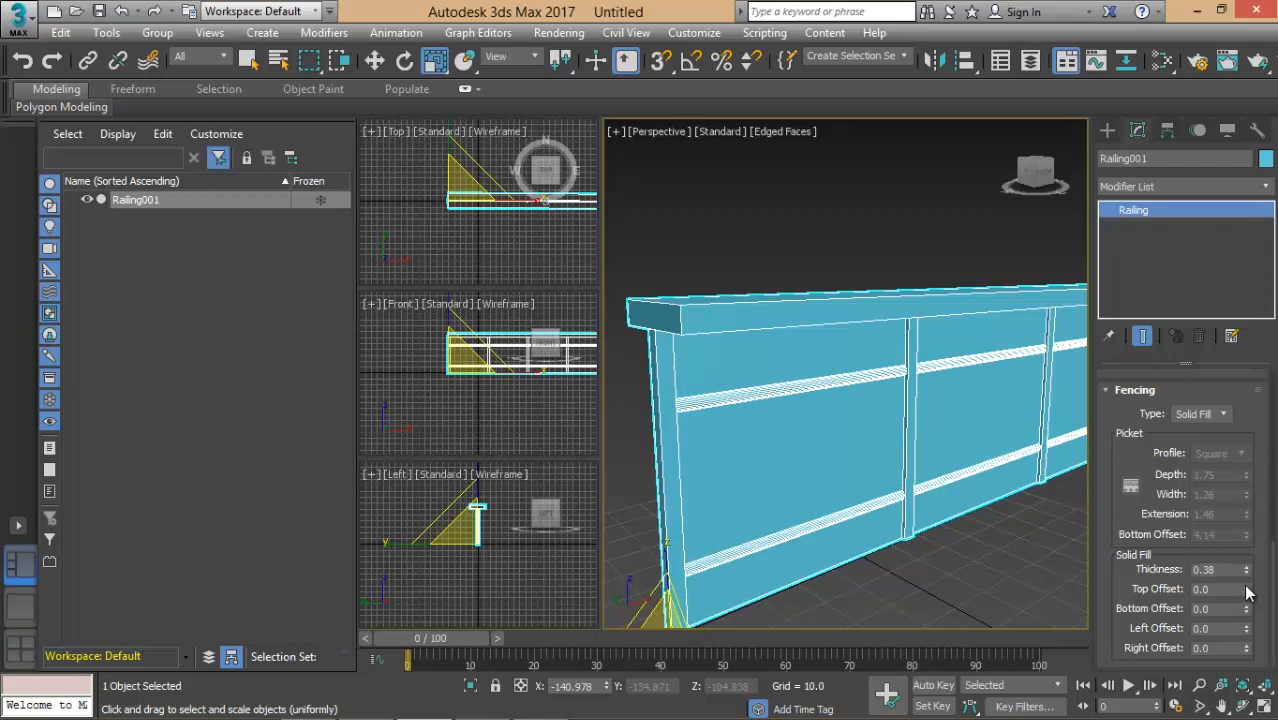 3
MAX
Workspace: Default
Autodesk 3ds Max 2017 Untitled
Type a keyword or phrase
Sign In
Edit Tools Group Views Create Modifiers Animation Graph Editors Rendering Civil View Customize Scripting Content Help
All
View
Create Selection Se
Modeling Freeform Selection Object Paint Populate
Polygon Modeling
Select Display Edit Customize
Name (Sorted Ascending) Frozen
Railing001
[+] [Top] [Standard] [Wireframe]
[+] [Front] [Standard] [Wireframe]
[+] [Left] [Standard] [Wireframe]
[+] [Perspective] [Standard] [Edged Faces]
Railing001
Modifier List
Railing
Fencing
Type: Solid Fill
Picket
Profile: Square
Depth: 1.75
Width: 1.26
Extension: 1.46
Bottom Offset: 4.14
Solid Fill
Thickness: 0.38
Top Offset: 0.0
Bottom Offset: 0.0
Left Offset: 0.0
Right Offset: 0.0
0 / 100
Workspace: Default
Selection Set:
0 10 20 30 40 50 60 70 80 90 100
1 Object Selected
X: -140.978 Y: -134.871 Z: -104.838 Grid = 10.0
Auto Key Selected
Welcome to M
Click and drag to select and scale objects (uniformly)
Add Time Tag
Set Key Key Filters...
0